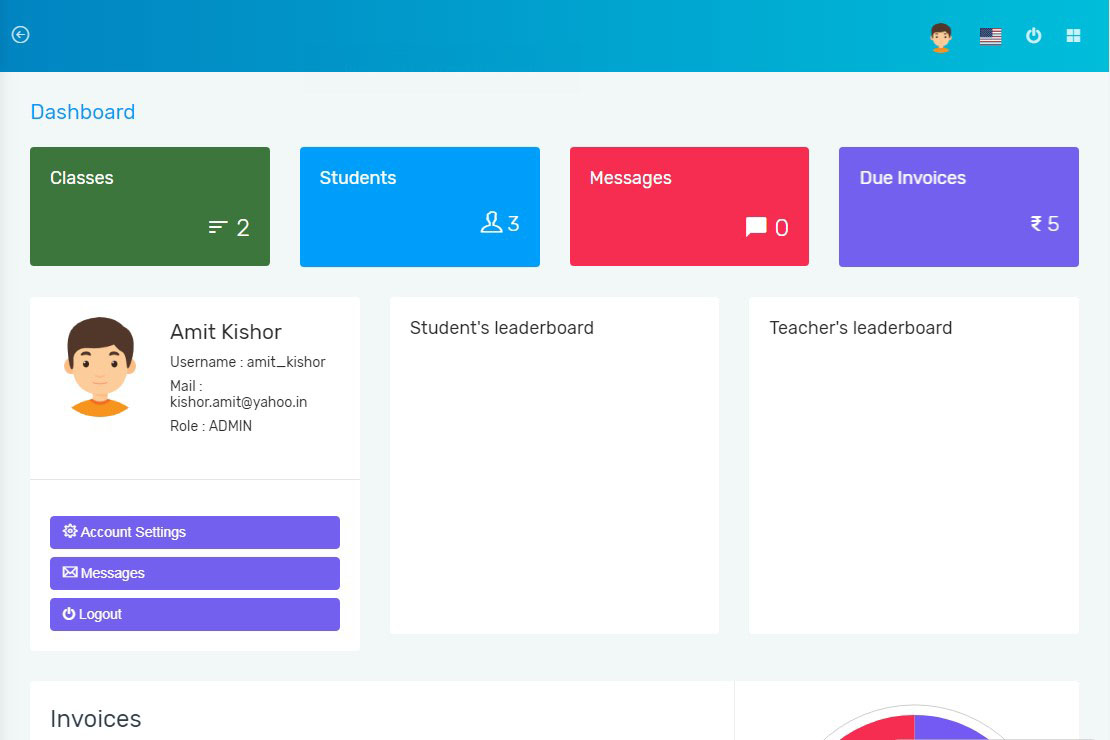 Dashboard
Classes
2
Students
3
Messages
0
Due Invoices
₹ 5
Amit Kishor
Username : amit_kishor
Mail :
kishor.amit@yahoo.in
Role : ADMIN
Account Settings
Messages
Logout
Student's leaderboard
Teacher's leaderboard
Invoices